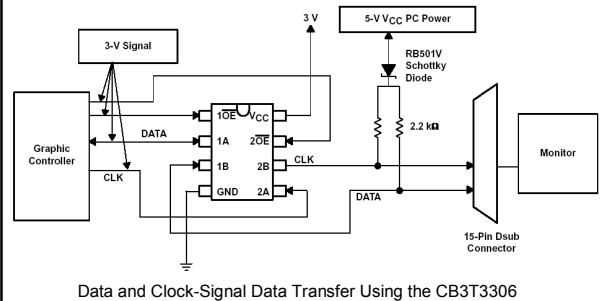 3 V
5-V VCC PC Power
3-V Signal
RB501V
Schottky
Diode
1OE
VCC
DATA
1A
2OE
2.2 kΩ
Graphic
Controller
1B
2B
CLK
Monitor
CLK
GND
2A
DATA
15-Pin Dsub
Connector
Data and Clock-Signal Data Transfer Using the CB3T3306